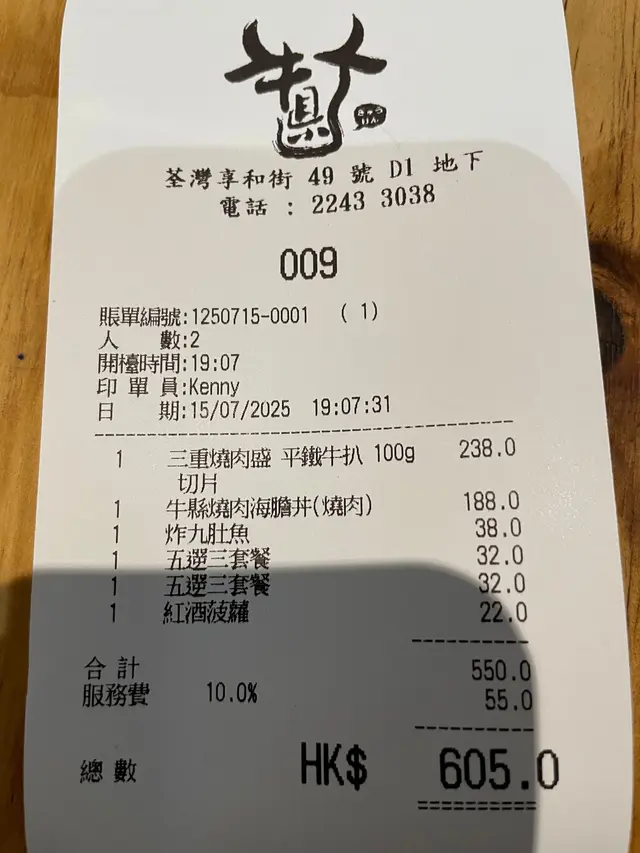 牛縣
荃灣享和街 49 號 D1 地下
電話 : 2243 3038
009
賬單編號:1250715-0001 ( 1)
人 數:2
開檯時間:19:07
印 單 員:Kenny
日 期:15/07/2025 19:07:31
1 三重燒肉盛 平鐵牛扒 100g 238.0
切片
1 牛縣燒肉海膽丼(燒肉) 188.0
1 炸九肚魚 38.0
1 五選三套餐 32.0
1 五選三套餐 32.0
1 紅酒菠蘿 22.0
合 計 550.0
服務費 10.0% 55.0
總 數 HK$ 605.0